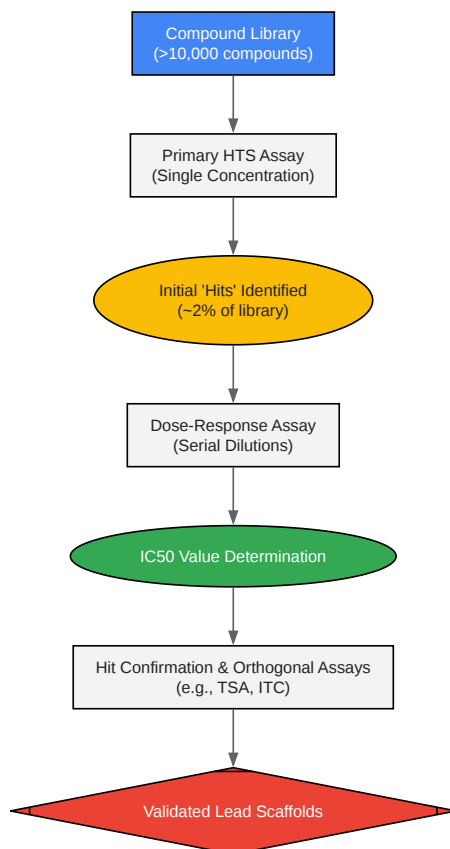 Compound Library
(>10,000 compounds)
Primary HTS Assay
(Single Concentration)
Initial 'Hits' Identified
(~2% of library)
Dose-Response Assay
(Serial Dilutions)
IC50 Value Determination
Hit Confirmation & Orthogonal Assays
(e.g., TSA, ITC)
Validated Lead Scaffolds